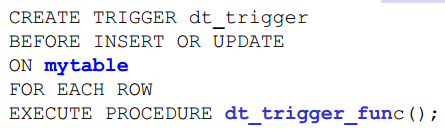 CREATE TRIGGER dt_trigger
BEFORE INSERT OR UPDATE
ON mytable
FOR EACH ROW
EXECUTE PROCEDURE dt_trigger_func();